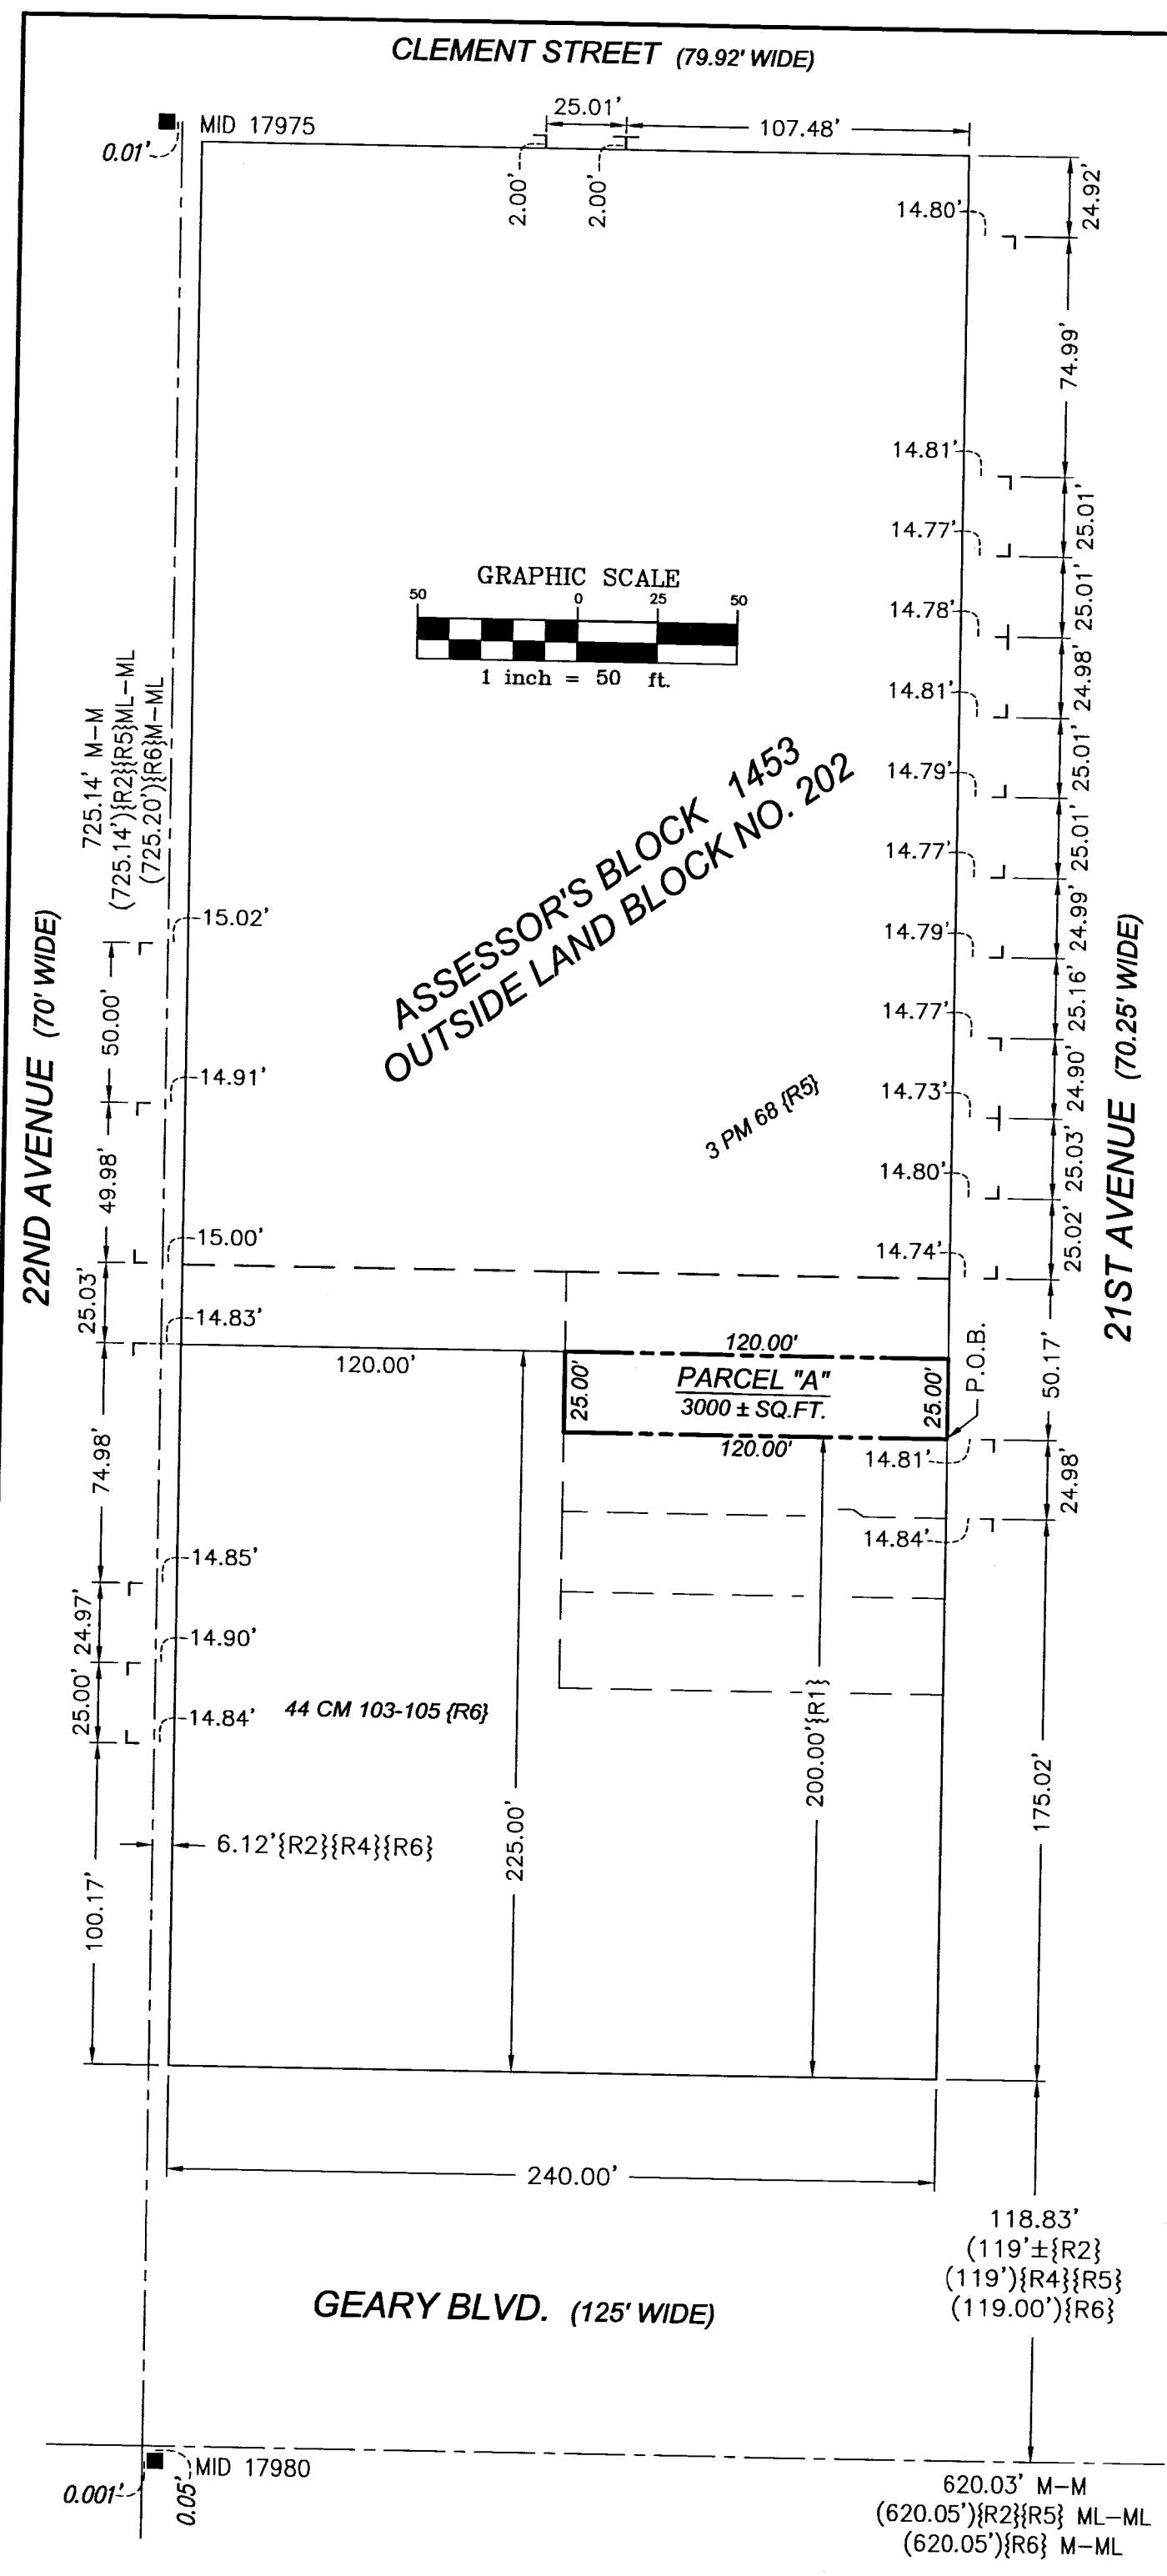 CLEMENT STREET (79.92' WIDE)
MID 17975
0.01'
25.01'
107.48'
2.00'
2.00'
24.92'
14.80'
74.99'
14.81'
25.01'
14.77'
25.01'
14.78'
24.98'
14.81'
25.01'
14.79'
25.01'
14.77'
24.99'
14.79'
25.16'
14.77'
24.90'
14.73'
25.03'
14.80'
25.02'
14.74'
50.17'
21ST AVENUE (70.25' WIDE)
GRAPHIC SCALE
50 0 25 50
1 inch = 50 ft.
ASSESSOR'S BLOCK 1453
OUTSIDE LAND BLOCK NO. 202
3 PM 68 {R5}
725.14' M-M
(725.14'){R2}{R5}ML-ML
(725.20'){R6}M-ML
22ND AVENUE (70' WIDE)
15.02'
50.00'
14.91'
49.98'
15.00'
25.03'
14.83'
120.00'
120.00'
PARCEL "A"
3000 ± SQ.FT.
25.00'
25.00'
120.00'
P.O.B.
14.81'
24.98'
14.84'
74.98'
14.85'
24.97'
14.90'
25.00'
14.84'
44 CM 103-105 {R6}
100.17'
6.12'{R2}{R4}{R6}
225.00'
200.00'{R1}
175.02'
240.00'
118.83'
(119'±{R2}
(119'){R4}{R5}
(119.00'){R6}
GEARY BLVD. (125' WIDE)
MID 17980
0.001'
0.05'
620.03' M-M
(620.05'){R2}{R5} ML-ML
(620.05'){R6} M-ML